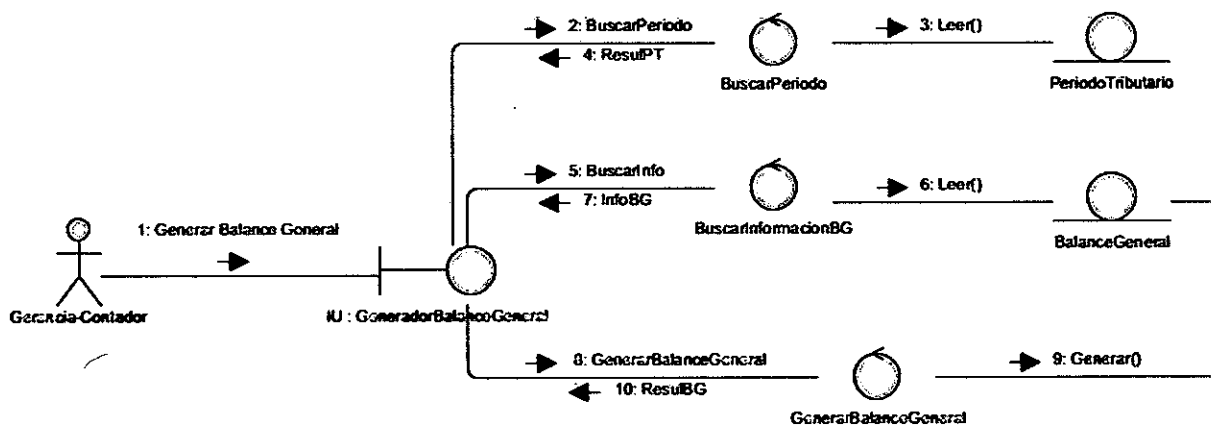 2: BuscarPeriodo
3: Leer()
4: ResulPT
BuscarPeriodo
PeriodoTributario
5: BuscarInfo
6: Leer()
7: InfoBG
BuscarInformacionBG
BalanceGeneral
1: Generar Balance General
Gerencia-Contador
IU : GeneradorBalanceGeneral
8: GenerarBalanceGeneral
9: Generar()
10: ResulBG
GenerarBalanceGeneral